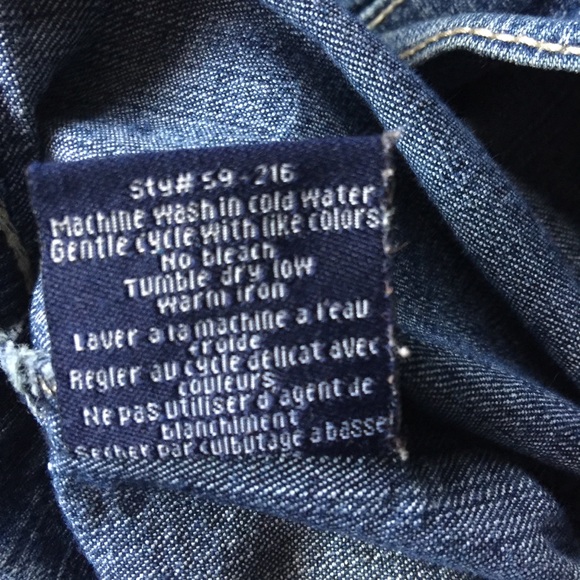 Sty# 59-216
Machine wash in cold water
Gentle cycle with like colors
No bleach
Tumble dry low
Warm iron
Laver a la machine a l'eau
croide
Regler au cycle delicat avec
couleurs
Ne pas utiliser d'agent de
blanchiment
Secher par culbutage a basse